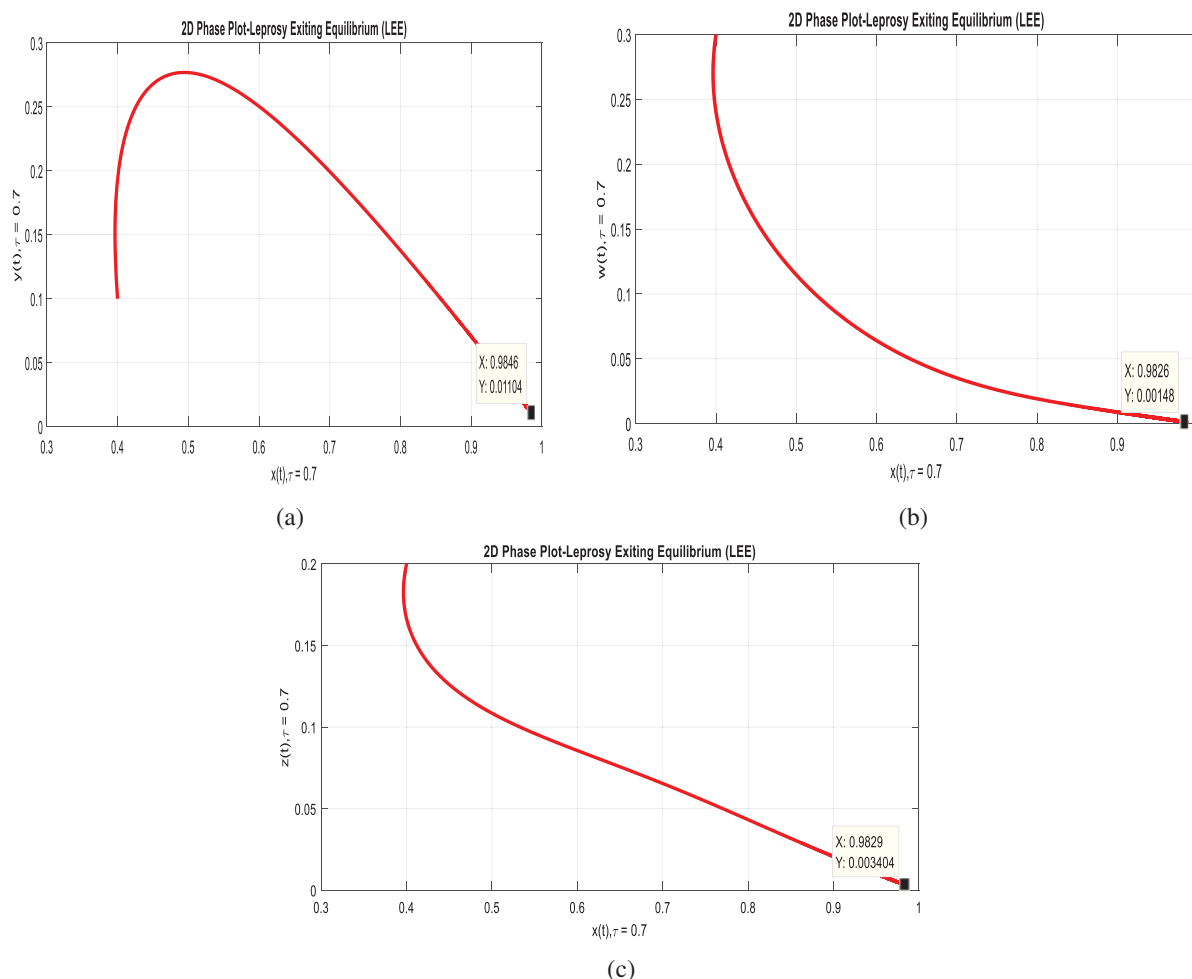 2D Phase Plot-Leprosy Exiting Equilibrium (LEE)
0.3
0.25
0.2
0.15
0.1
0.05
0
y(t),τ = 0.7
X: 0.9846
Y: 0.01104
0.3 0.4 0.5 0.6 0.7 0.8 0.9 1
x(t),τ = 0.7
(a)
2D Phase Plot-Leprosy Exiting Equilibrium (LEE)
0.3
0.25
0.2
0.15
0.1
0.05
0
w(t),τ = 0.7
X: 0.9826
Y: 0.00148
0.3 0.4 0.5 0.6 0.7 0.8 0.9
x(t),τ = 0.7
(b)
2D Phase Plot-Leprosy Exiting Equilibrium (LEE)
0.2
0.15
0.1
0.05
0
z(t),τ = 0.7
X: 0.9829
Y: 0.003404
0.3 0.4 0.5 0.6 0.7 0.8 0.9 1
x(t),τ = 0.7
(c)